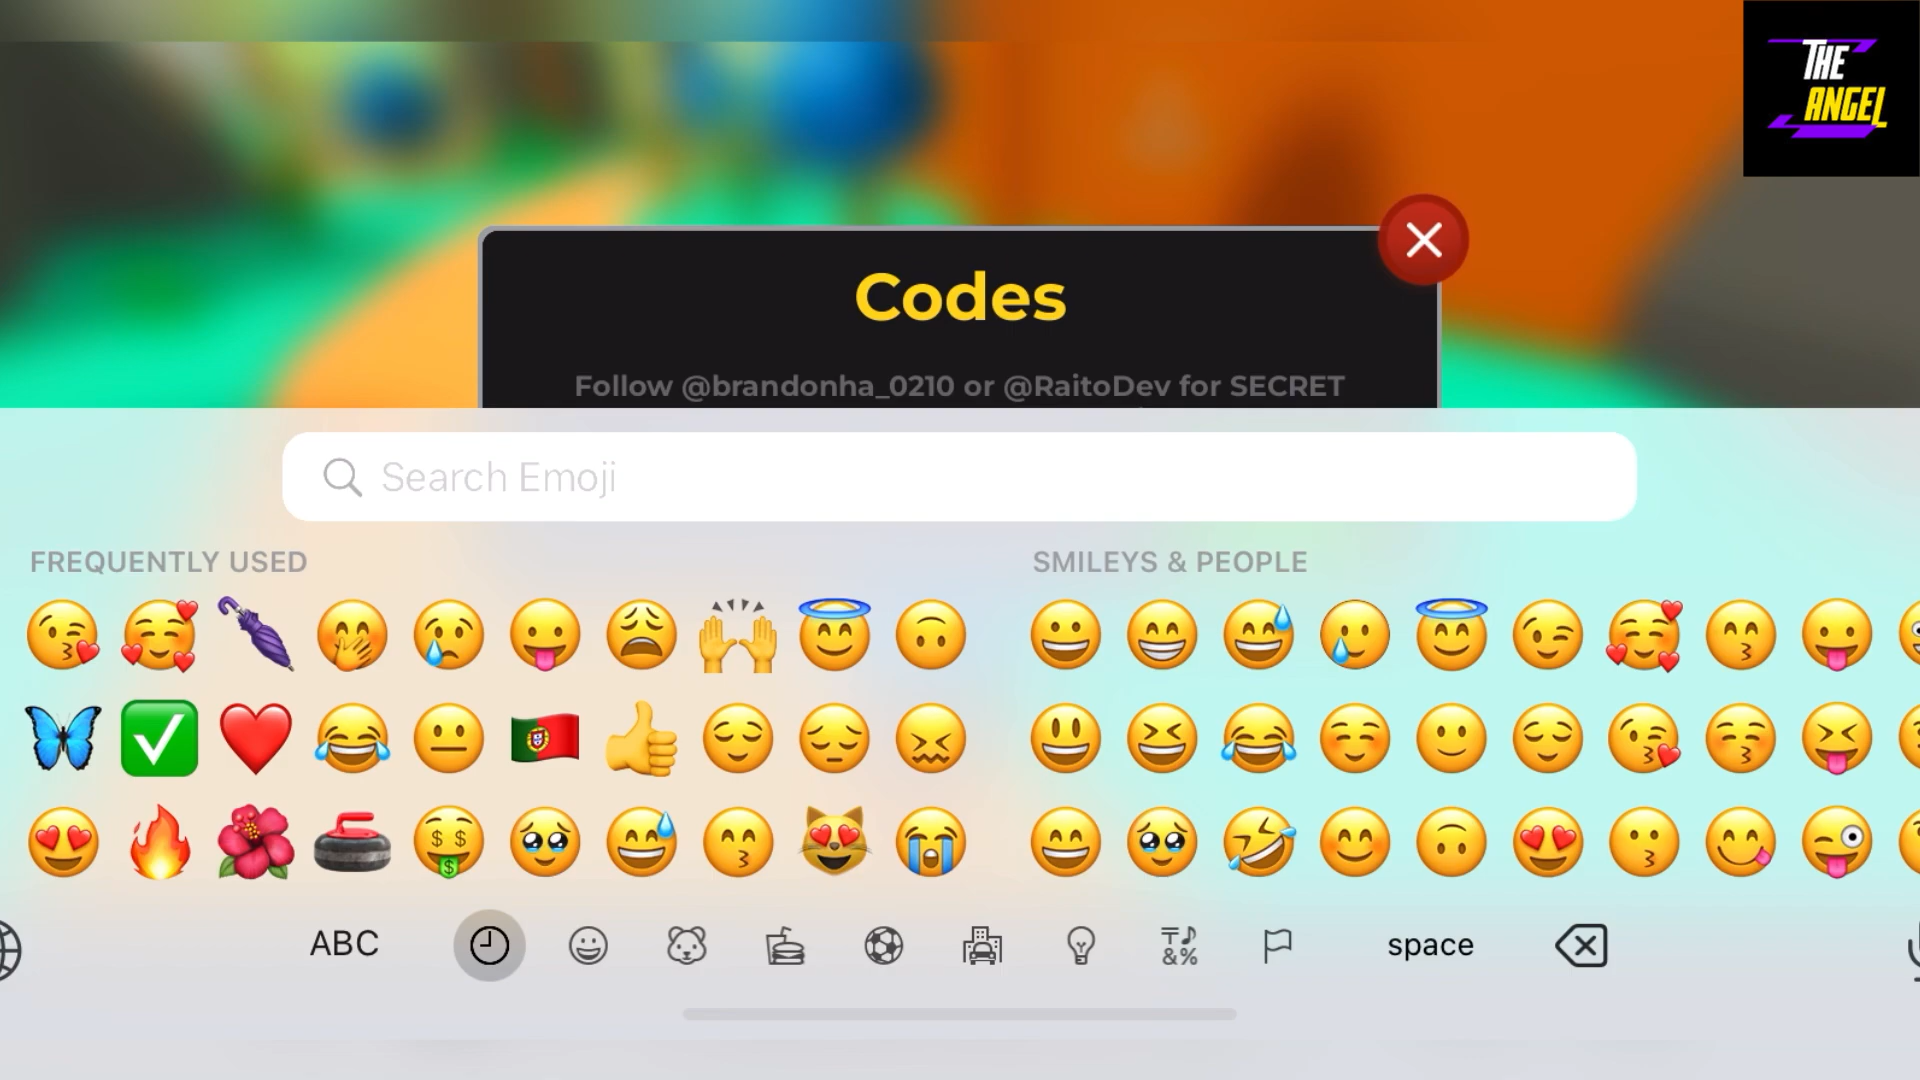 THE
ANGEL
Codes
Follow @brandonha_0210 or @RaitoDev for SECRET
Search Emoji
FREQUENTLY USED
SMILEYS & PEOPLE
ABC
space